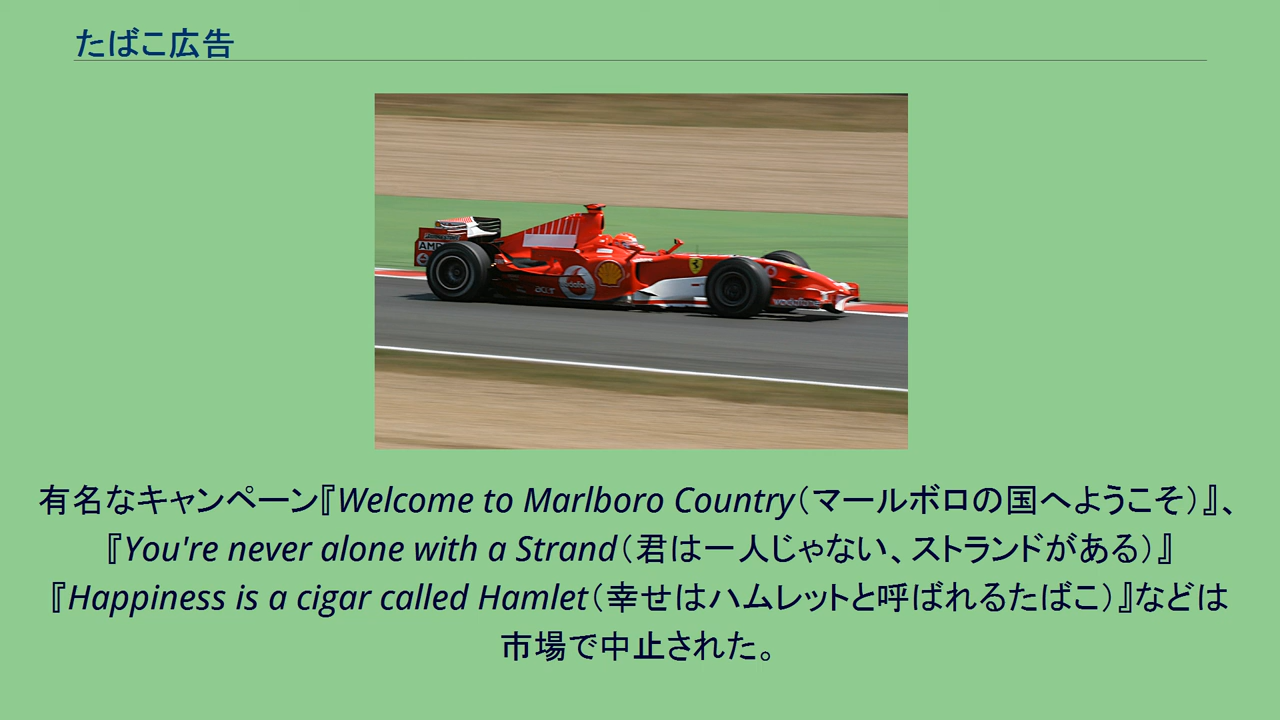 たばこ広告
AMD
acer
vodafone
有名なキャンペーン『Welcome to Marlboro Country(マールボロの国へようこそ)』、
『You're never alone with a Strand(君は一人じゃない、ストランドがある)』
『Happiness is a cigar called Hamlet(幸せはハムレットと呼ばれるたばこ)』などは
市場で中止された。